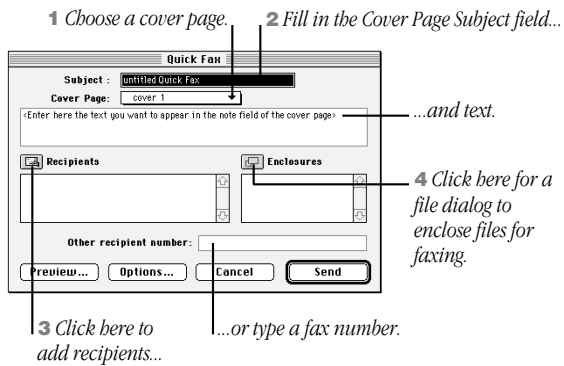 1 Choose a cover page.
2 Fill in the Cover Page Subject field...
Quick Fax
Subject : untitled Quick Fax
Cover Page: cover 1
<Enter here the text you want to appear in the note field of the cover page>
...and text.
Recipients
Enclosures
4 Click here for a
file dialog to
enclose files for
faxing.
Other recipient number:
Preview... Options... Cancel Send
3 Click here to
add recipients...
...or type a fax number.